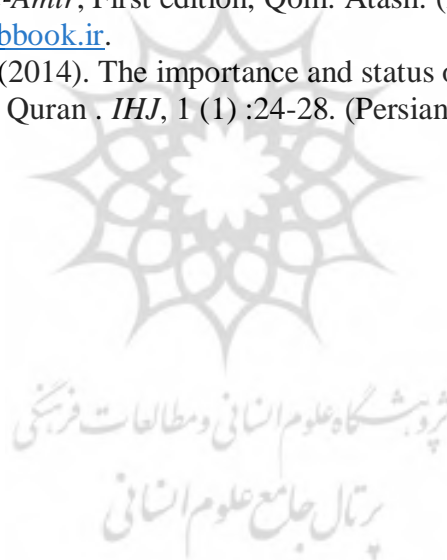 -Amir, First edition, Qom: Atash. (
bbook.ir.
(2014). The importance and status o
Quran . IHJ, 1 (1) :24-28. (Persian
پژوهشگاه علوم انسانی و مطالعات فرهنگی
پرتال جامع علوم انسانی